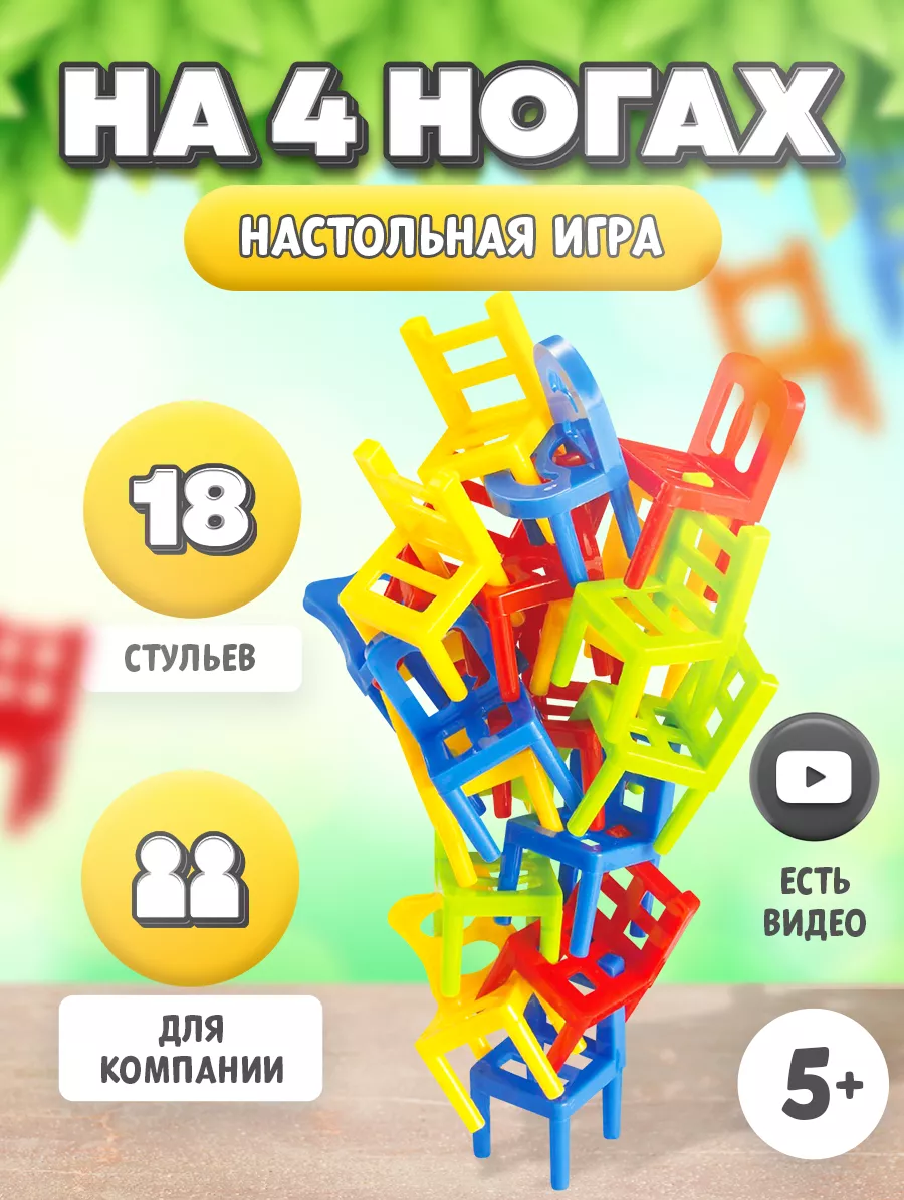 НА 4 НОГАХ
НАСТОЛЬНАЯ ИГРА
18
СТУЛЬЕВ
ЕСТЬ
ВИДЕО
ДЛЯ
КОМПАНИИ
5+